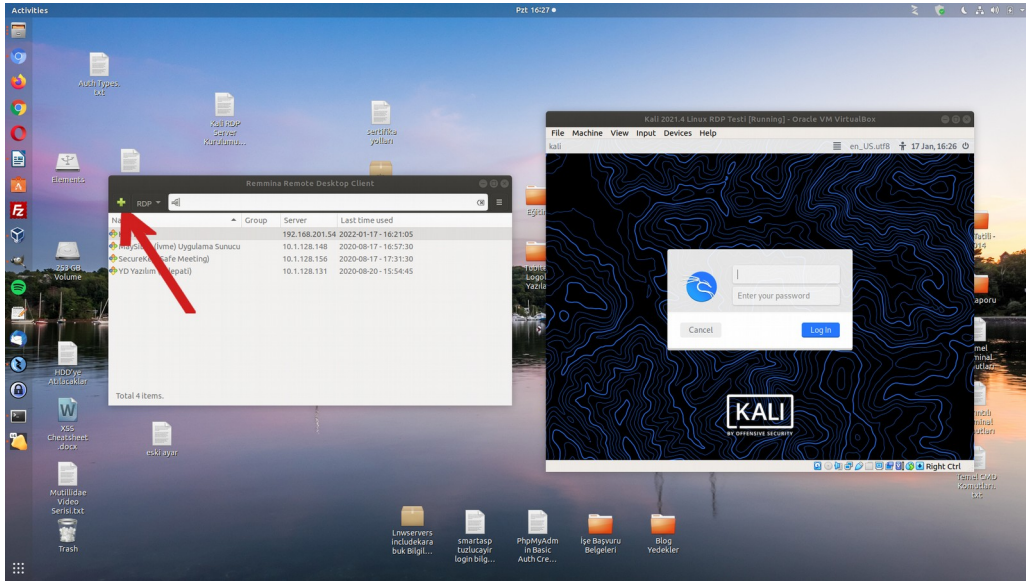 Activities
Pzt 16:27
Auth Types.
txt
Kali RDP
Server
Kurulumu...
sertifika
yolları
Elements
253 GB
Volume
HDD'ye
Atılacaklar
XSS
Cheatsheet
.docx
eski ayar
Mutillidae
Video
Serisi.txt
Trash
Remmina Remote Desktop Client
RDP
Group Server Last time used
192.168.201.54 2022-01-17 - 16:21:05
(İvme) Uygulama Sunucu 10.1.128.148 2020-08-17 - 16:57:30
10.1.128.156 2020-08-17 - 17:31:30
YD Yazılım 10.1.128.131 2020-08-20 - 15:54:45
Total 4 items.
Kali 2021.4 Linux RDP Testi [Running] - Oracle VM VirtualBox
File Machine View Input Devices Help
kali en_US.utf8 17 Jan, 16:26
Enter your password
Cancel Log In
KALI
BY OFFENSIVE SECURITY
Right Ctrl
Temel CMD
Komutları.
txt
Lnwservers
includekara
buk Bilgil...
smartasp
tuzlucayir
login bilg...
PhpMyAdm
in Basic
Auth Cre...
İşe Başvuru
Belgeleri
Blog
Yedekler